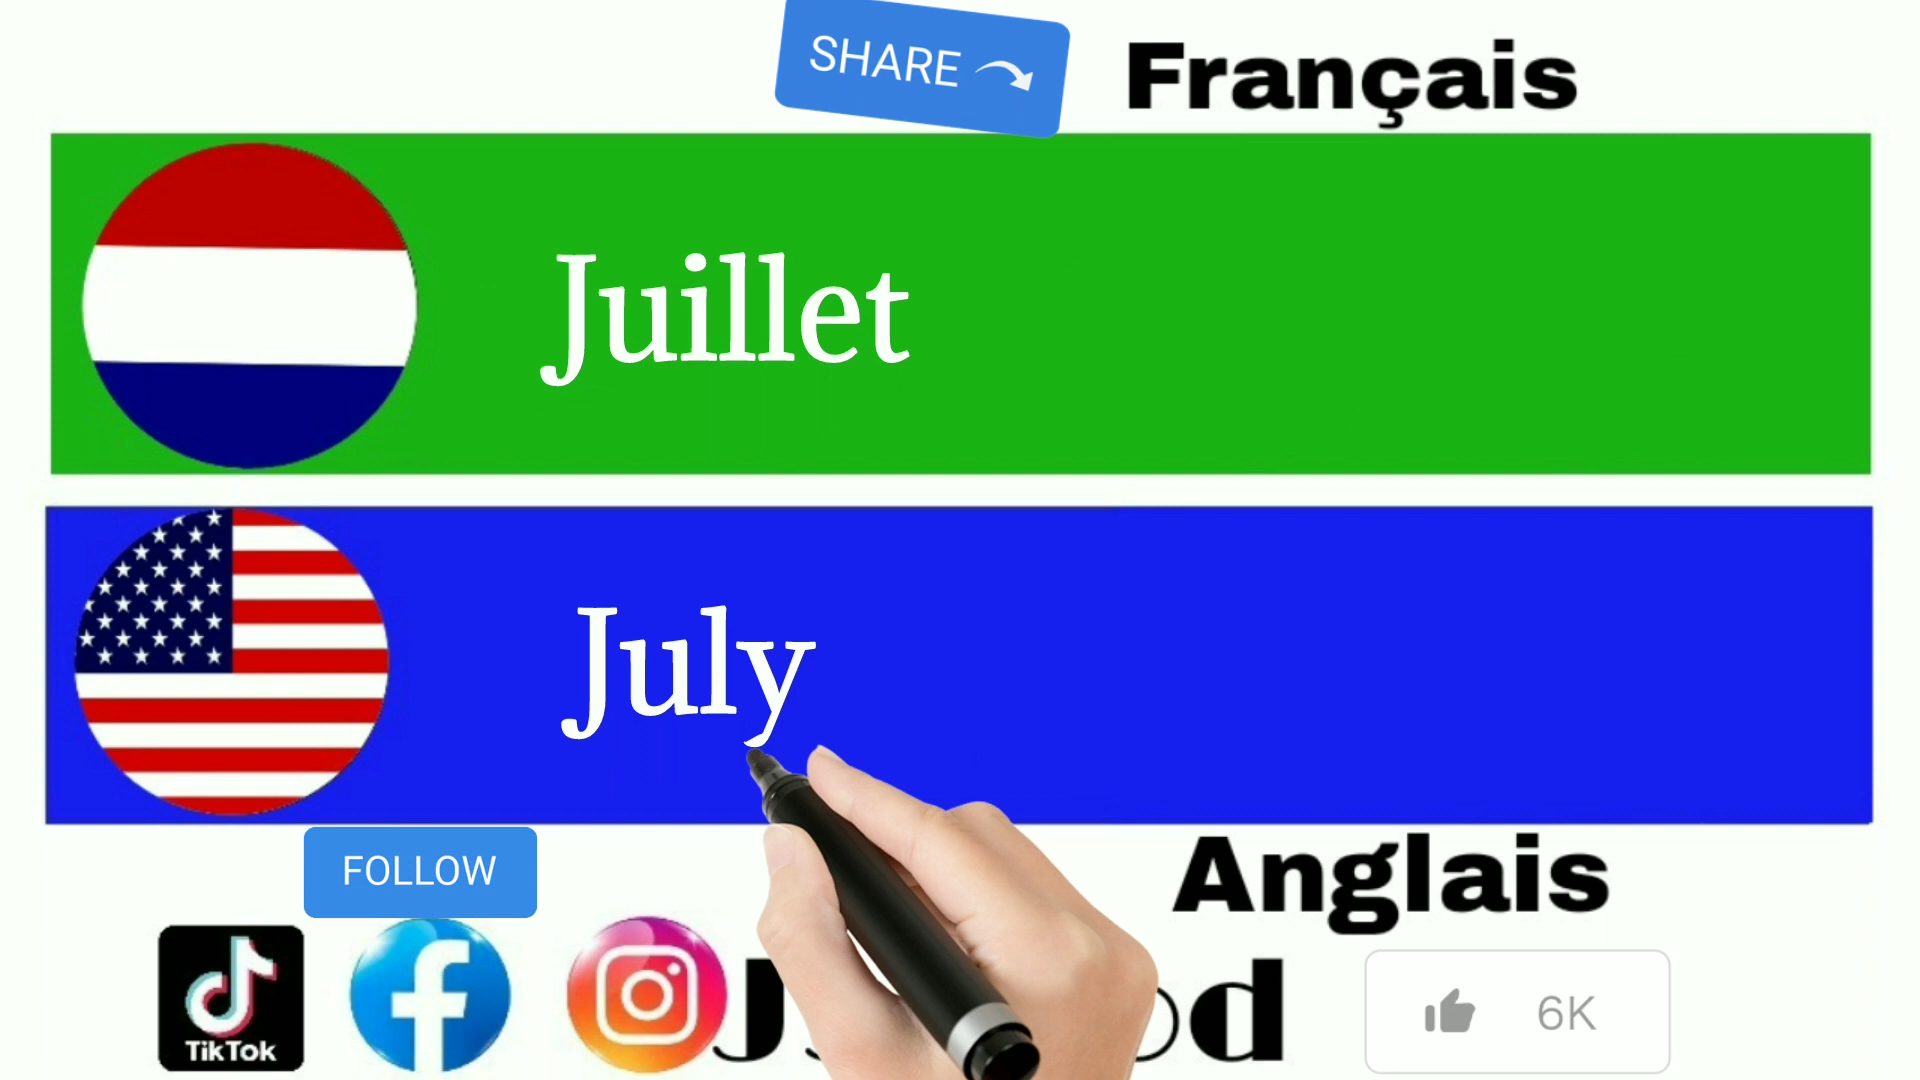 SHARE
Français
Juillet
July
FOLLOW
Anglais
TikTok
6K